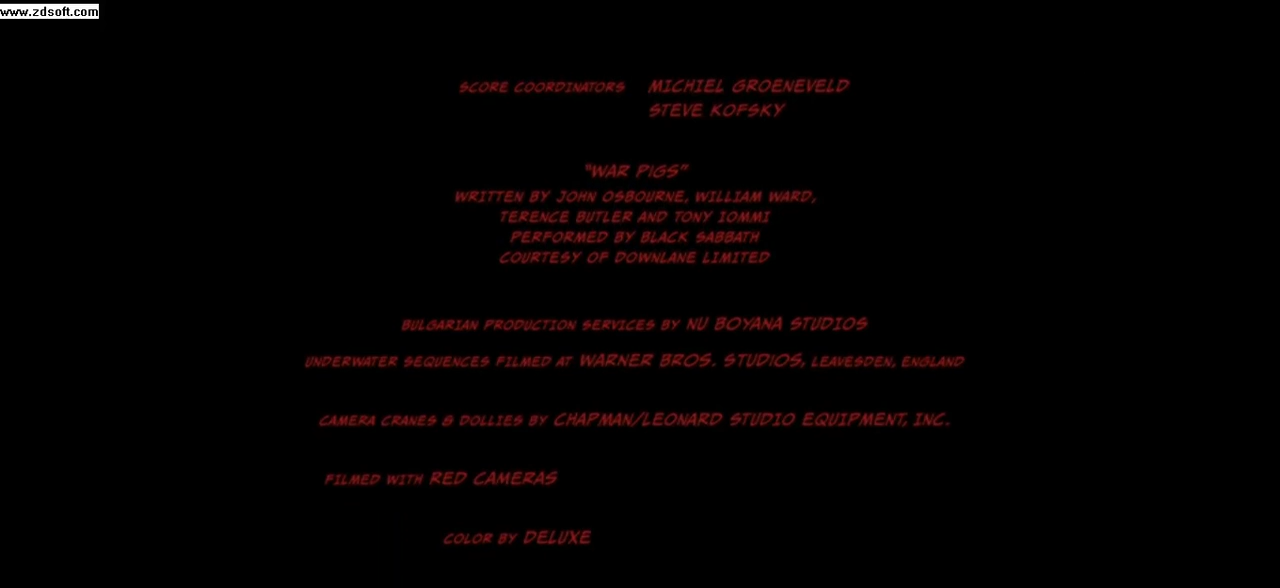 www.zdsoft.com
SCORE COORDINATORS MICHIEL GROENEVELD
STEVE KOFSKY
"WAR PIGS"
WRITTEN BY JOHN OSBOURNE, WILLIAM WARD,
TERENCE BUTLER AND TONY IOMMI
PERFORMED BY BLACK SABBATH
COURTESY OF DOWNLANE LIMITED
BULGARIAN PRODUCTION SERVICES BY NU BOYANA STUDIOS
UNDERWATER SEQUENCES FILMED AT WARNER BROS. STUDIOS, LEAVESDEN, ENGLAND
CAMERA CRANES & DOLLIES BY CHAPMAN/LEONARD STUDIO EQUIPMENT, INC.
FILMED WITH RED CAMERAS
COLOR BY DELUXE